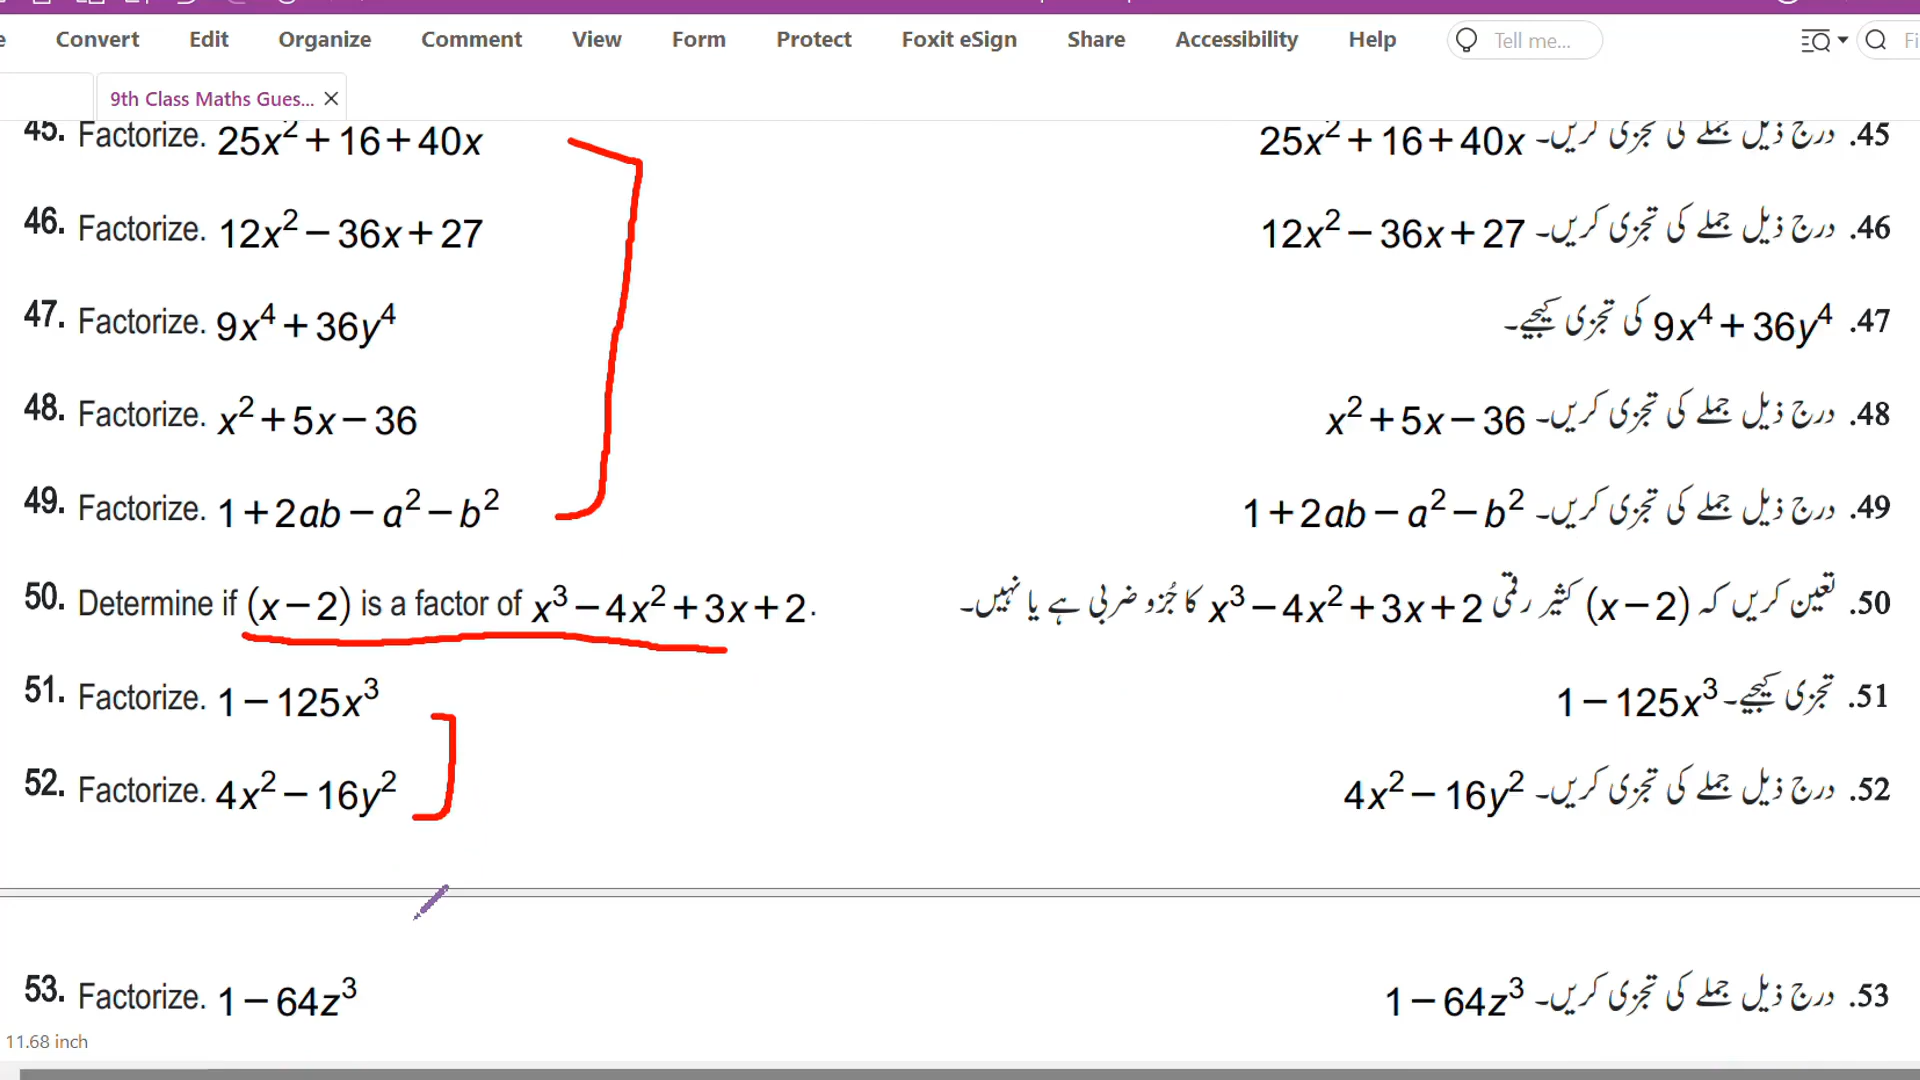 Convert Edit Organize Comment View Form Protect Foxit eSign Share Accessibility Help Tell me... Fi
9th Class Maths Gues...
45. Factorize. 25x² + 16 + 40x
45. درج ذیل جملے کی تجزی کریں۔ 25x² + 16 + 40x
46. Factorize. 12x² − 36x + 27
46. درج ذیل جملے کی تجزی کریں۔ 12x² − 36x + 27
47. Factorize. 9x⁴ + 36y⁴
47. 9x⁴ + 36y⁴ کی تجزی کیجیے۔
48. Factorize. x² + 5x − 36
48. درج ذیل جملے کی تجزی کریں۔ x² + 5x − 36
49. Factorize. 1 + 2ab − a² − b²
49. درج ذیل جملے کی تجزی کریں۔ 1 + 2ab − a² − b²
50. Determine if (x − 2) is a factor of x³ − 4x² + 3x + 2.
50. تعین کریں کہ (x − 2) کثیر رقمی x³ − 4x² + 3x + 2 کا جُزو ضربی ہے یا نہیں۔
51. Factorize. 1 − 125x³
51. تجزی کیجیے۔ 1 − 125x³
52. Factorize. 4x² − 16y²
52. درج ذیل جملے کی تجزی کریں۔ 4x² − 16y²
53. Factorize. 1 − 64z³
53. درج ذیل جملے کی تجزی کریں۔ 1 − 64z³
11.68 inch